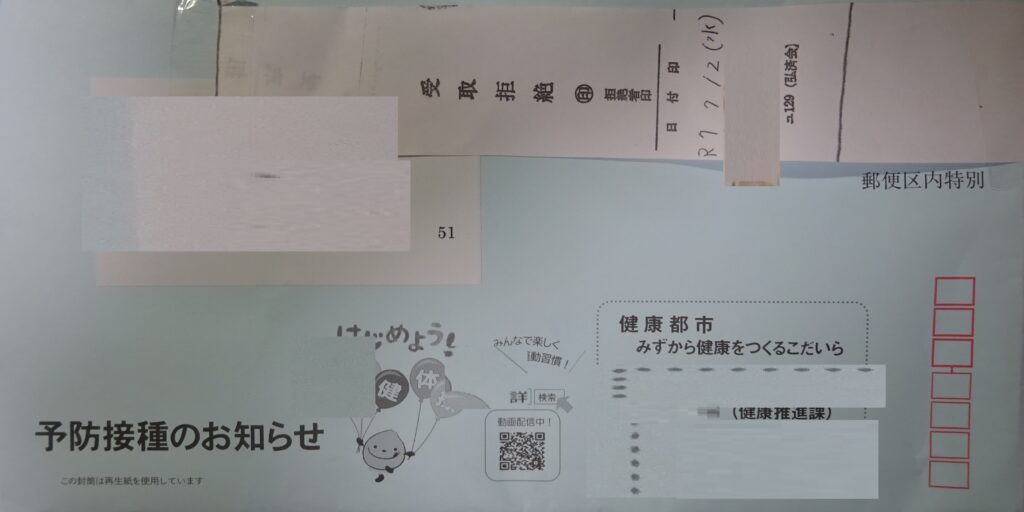 受取拒絶 ㊞ 拒絶者印
日付印
R7 7/2(水)
ユ129 (弘済会)
郵便区内特別
51
はじめよう!
健
体
みんなで楽しく
動習慣!
詳
検索
動画配信中!
健康都市
みずから健康をつくるこだいら
(健康推進課)
予防接種のお知らせ
この封筒は再生紙を使用しています